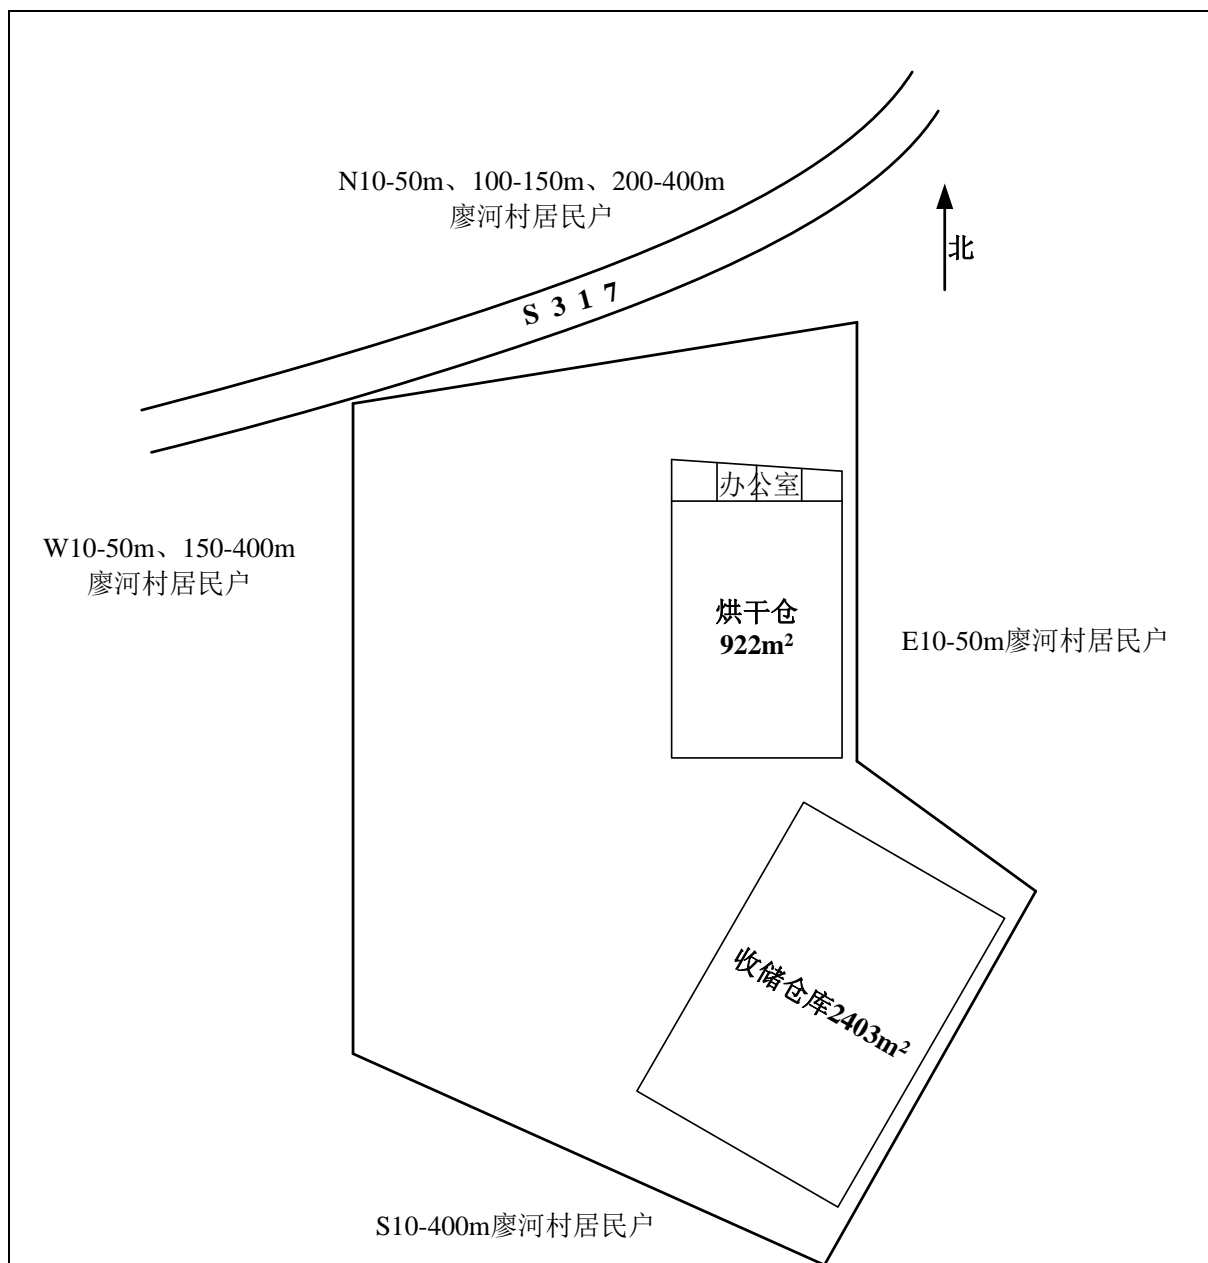 N10-50m、100-150m、200-400m
廖河村居民户
北
S 3 1 7
办公室
W10-50m、150-400m
廖河村居民户
烘干仓
922m²
E10-50m廖河村居民户
收储仓库2403m²
S10-400m廖河村居民户